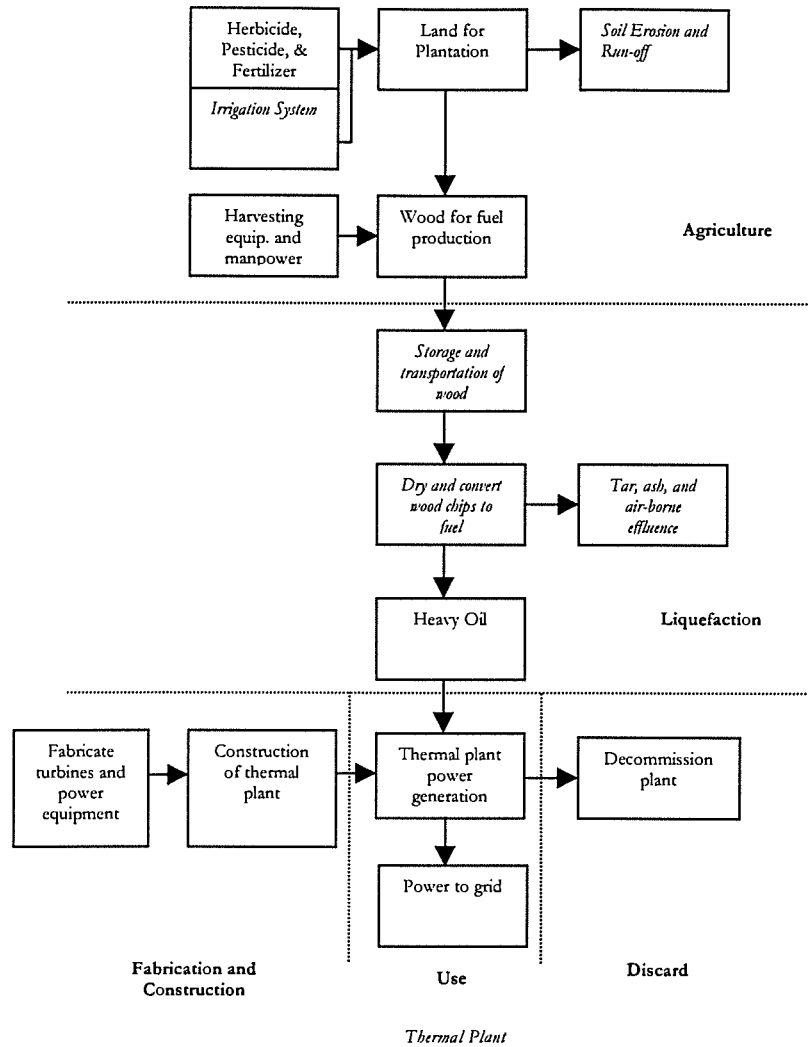 Herbicide,
Pesticide, &
Fertilizer
Irrigation System
Land for
Plantation
Soil Erosion and
Run-off
Harvesting
equip. and
manpower
Wood for fuel
production
Agriculture
Storage and
transportation of
wood
Dry and convert
wood chips to
fuel
Tar, ash, and
air-borne
effluence
Heavy Oil
Liquefaction
Fabricate
turbines and
power
equipment
Construction
of thermal
plant
Thermal plant
power
generation
Decommission
plant
Power to grid
Fabrication and
Construction
Use
Discard
Thermal Plant